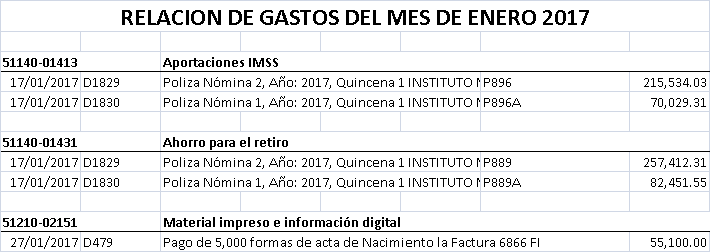 RELACION DE GASTOS DEL MES DE ENERO 2017
51140-01413 Aportaciones IMSS
17/01/2017 D1829 Poliza Nómina 2, Año: 2017, Quincena 1 INSTITUTO P896 215,534.03
17/01/2017 D1830 Poliza Nómina 1, Año: 2017, Quincena 1 INSTITUTO P896A 70,029.31
51140-01431 Ahorro para el retiro
17/01/2017 D1829 Poliza Nómina 2, Año: 2017, Quincena 1 INSTITUTO P889 257,412.31
17/01/2017 D1830 Poliza Nómina 1, Año: 2017, Quincena 1 INSTITUTO P889A 82,451.55
51210-02151 Material impreso e información digital
27/01/2017 D479 Pago de 5,000 formas de acta de Nacimiento la Factura 6866 FI 55,100.00